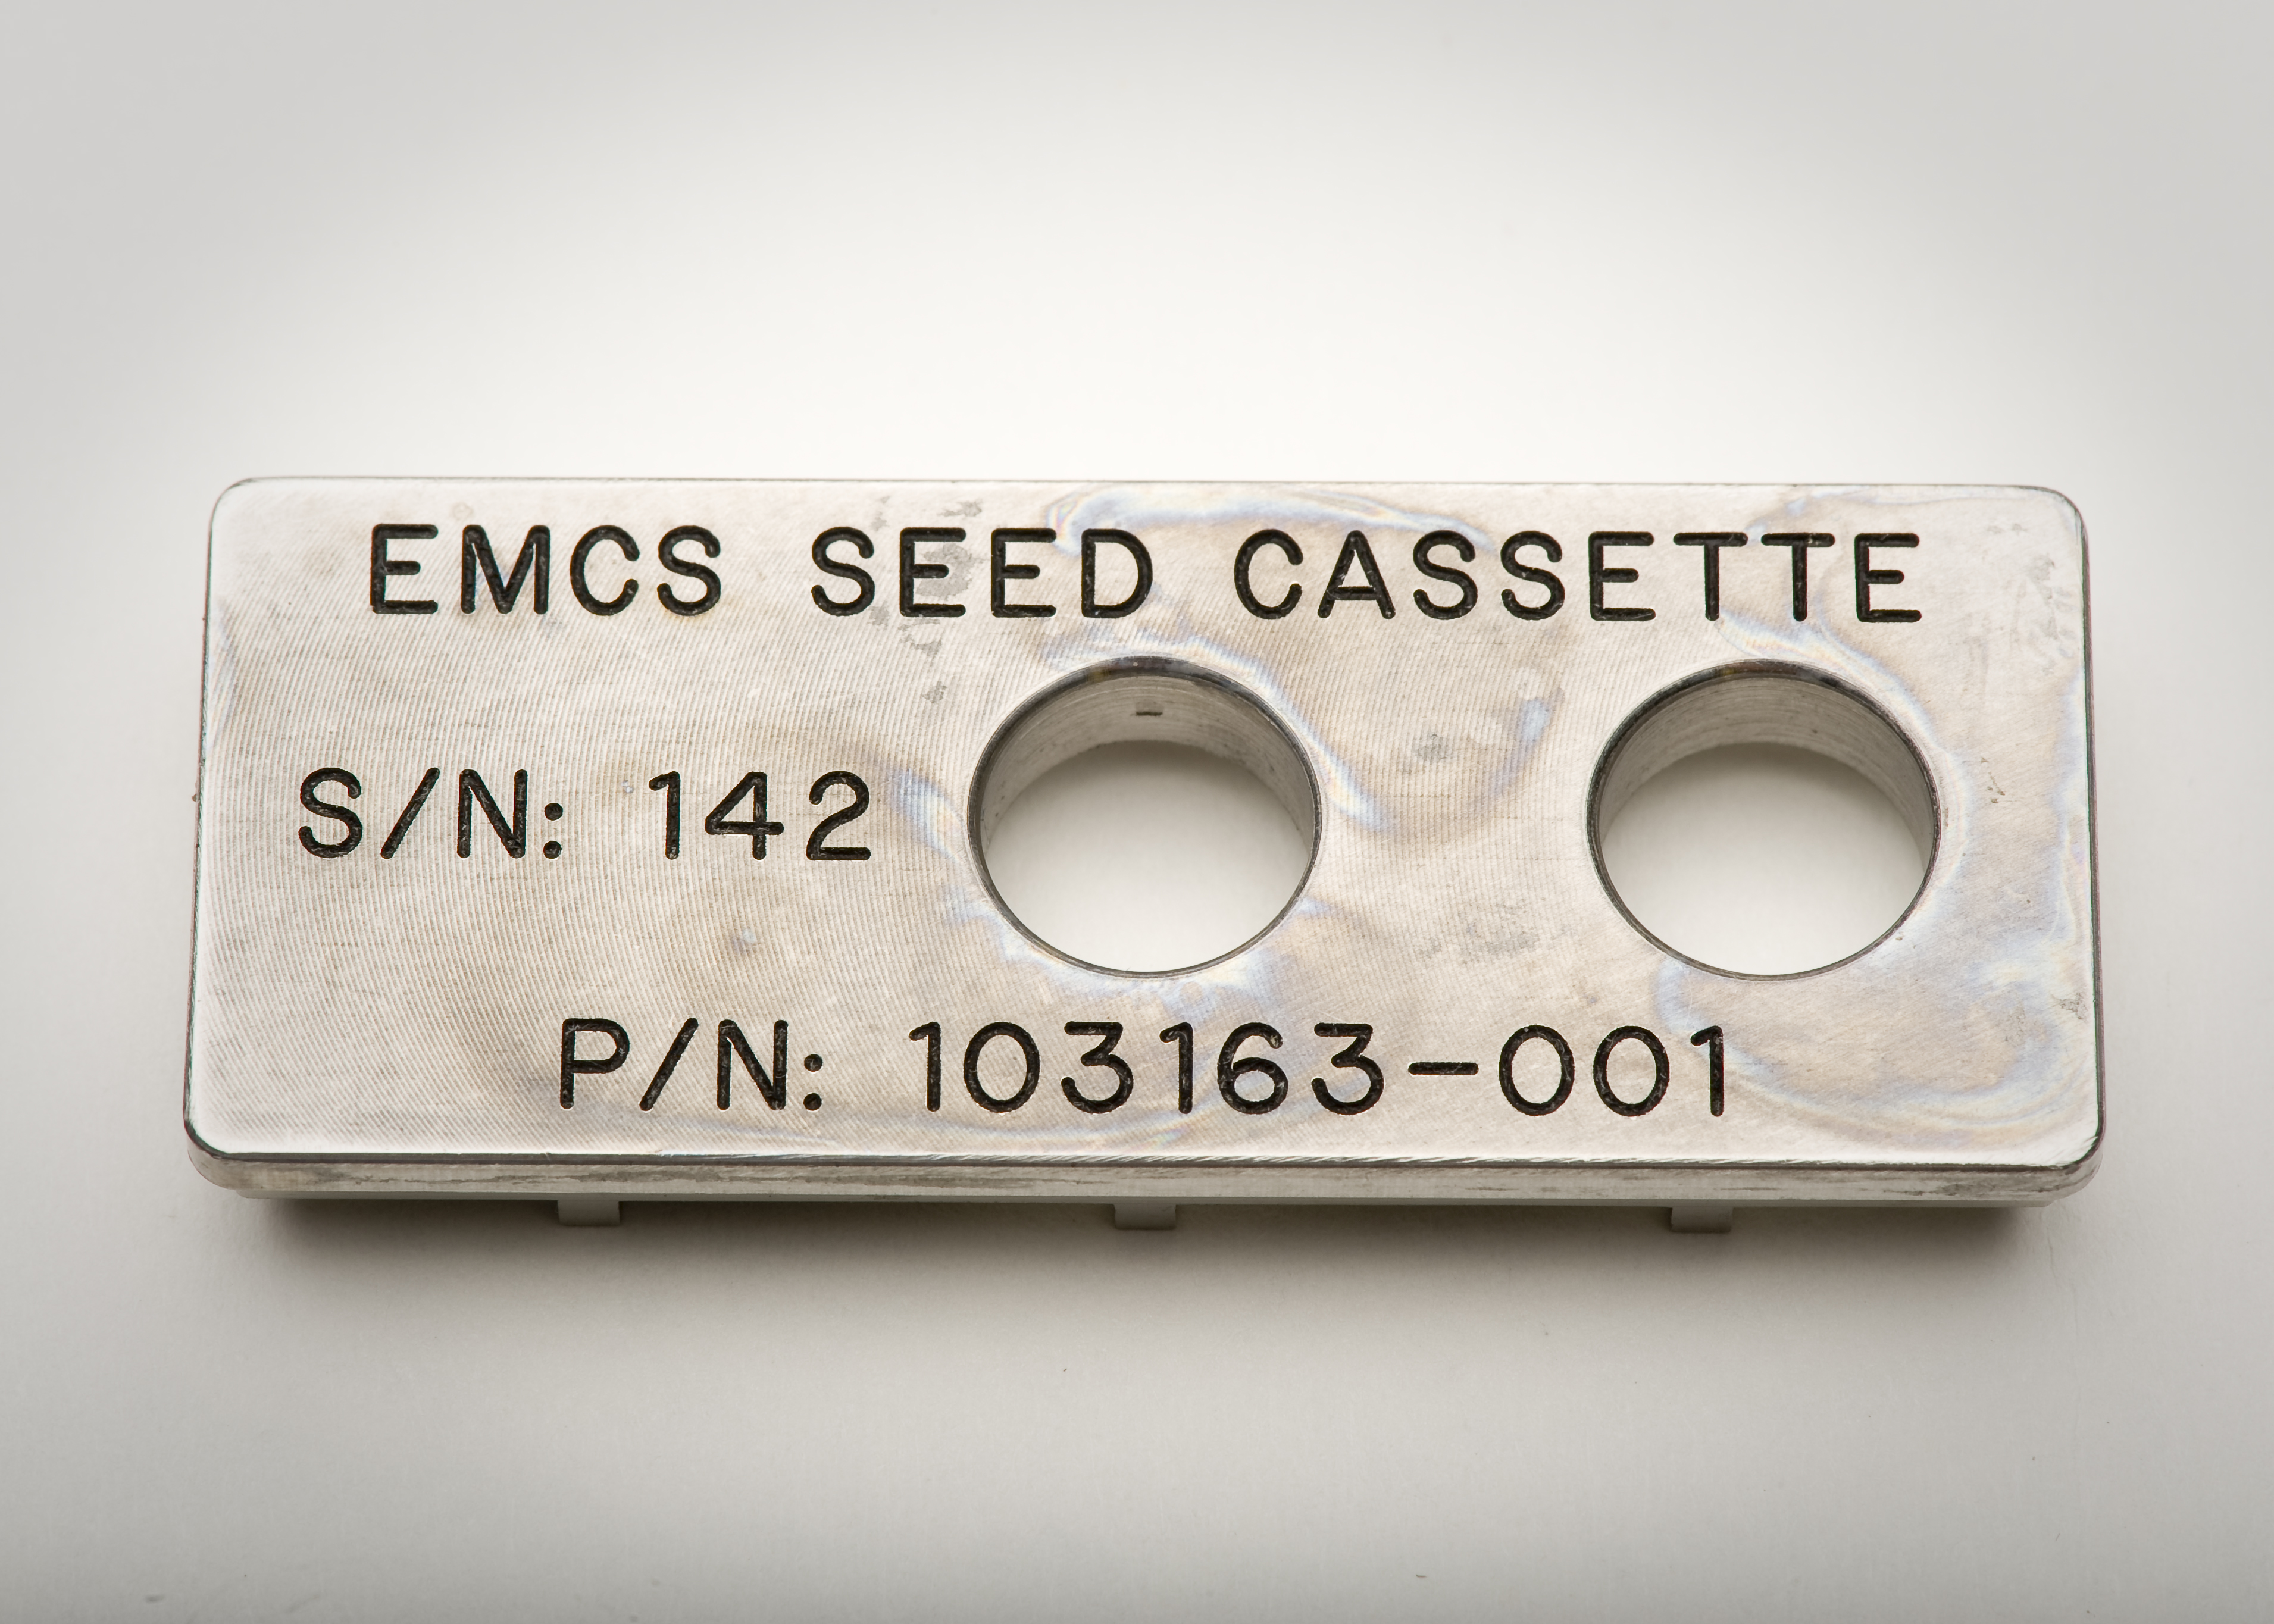 EMCS SEED CASSETTE
S/N: 142
P/N: 103163-001